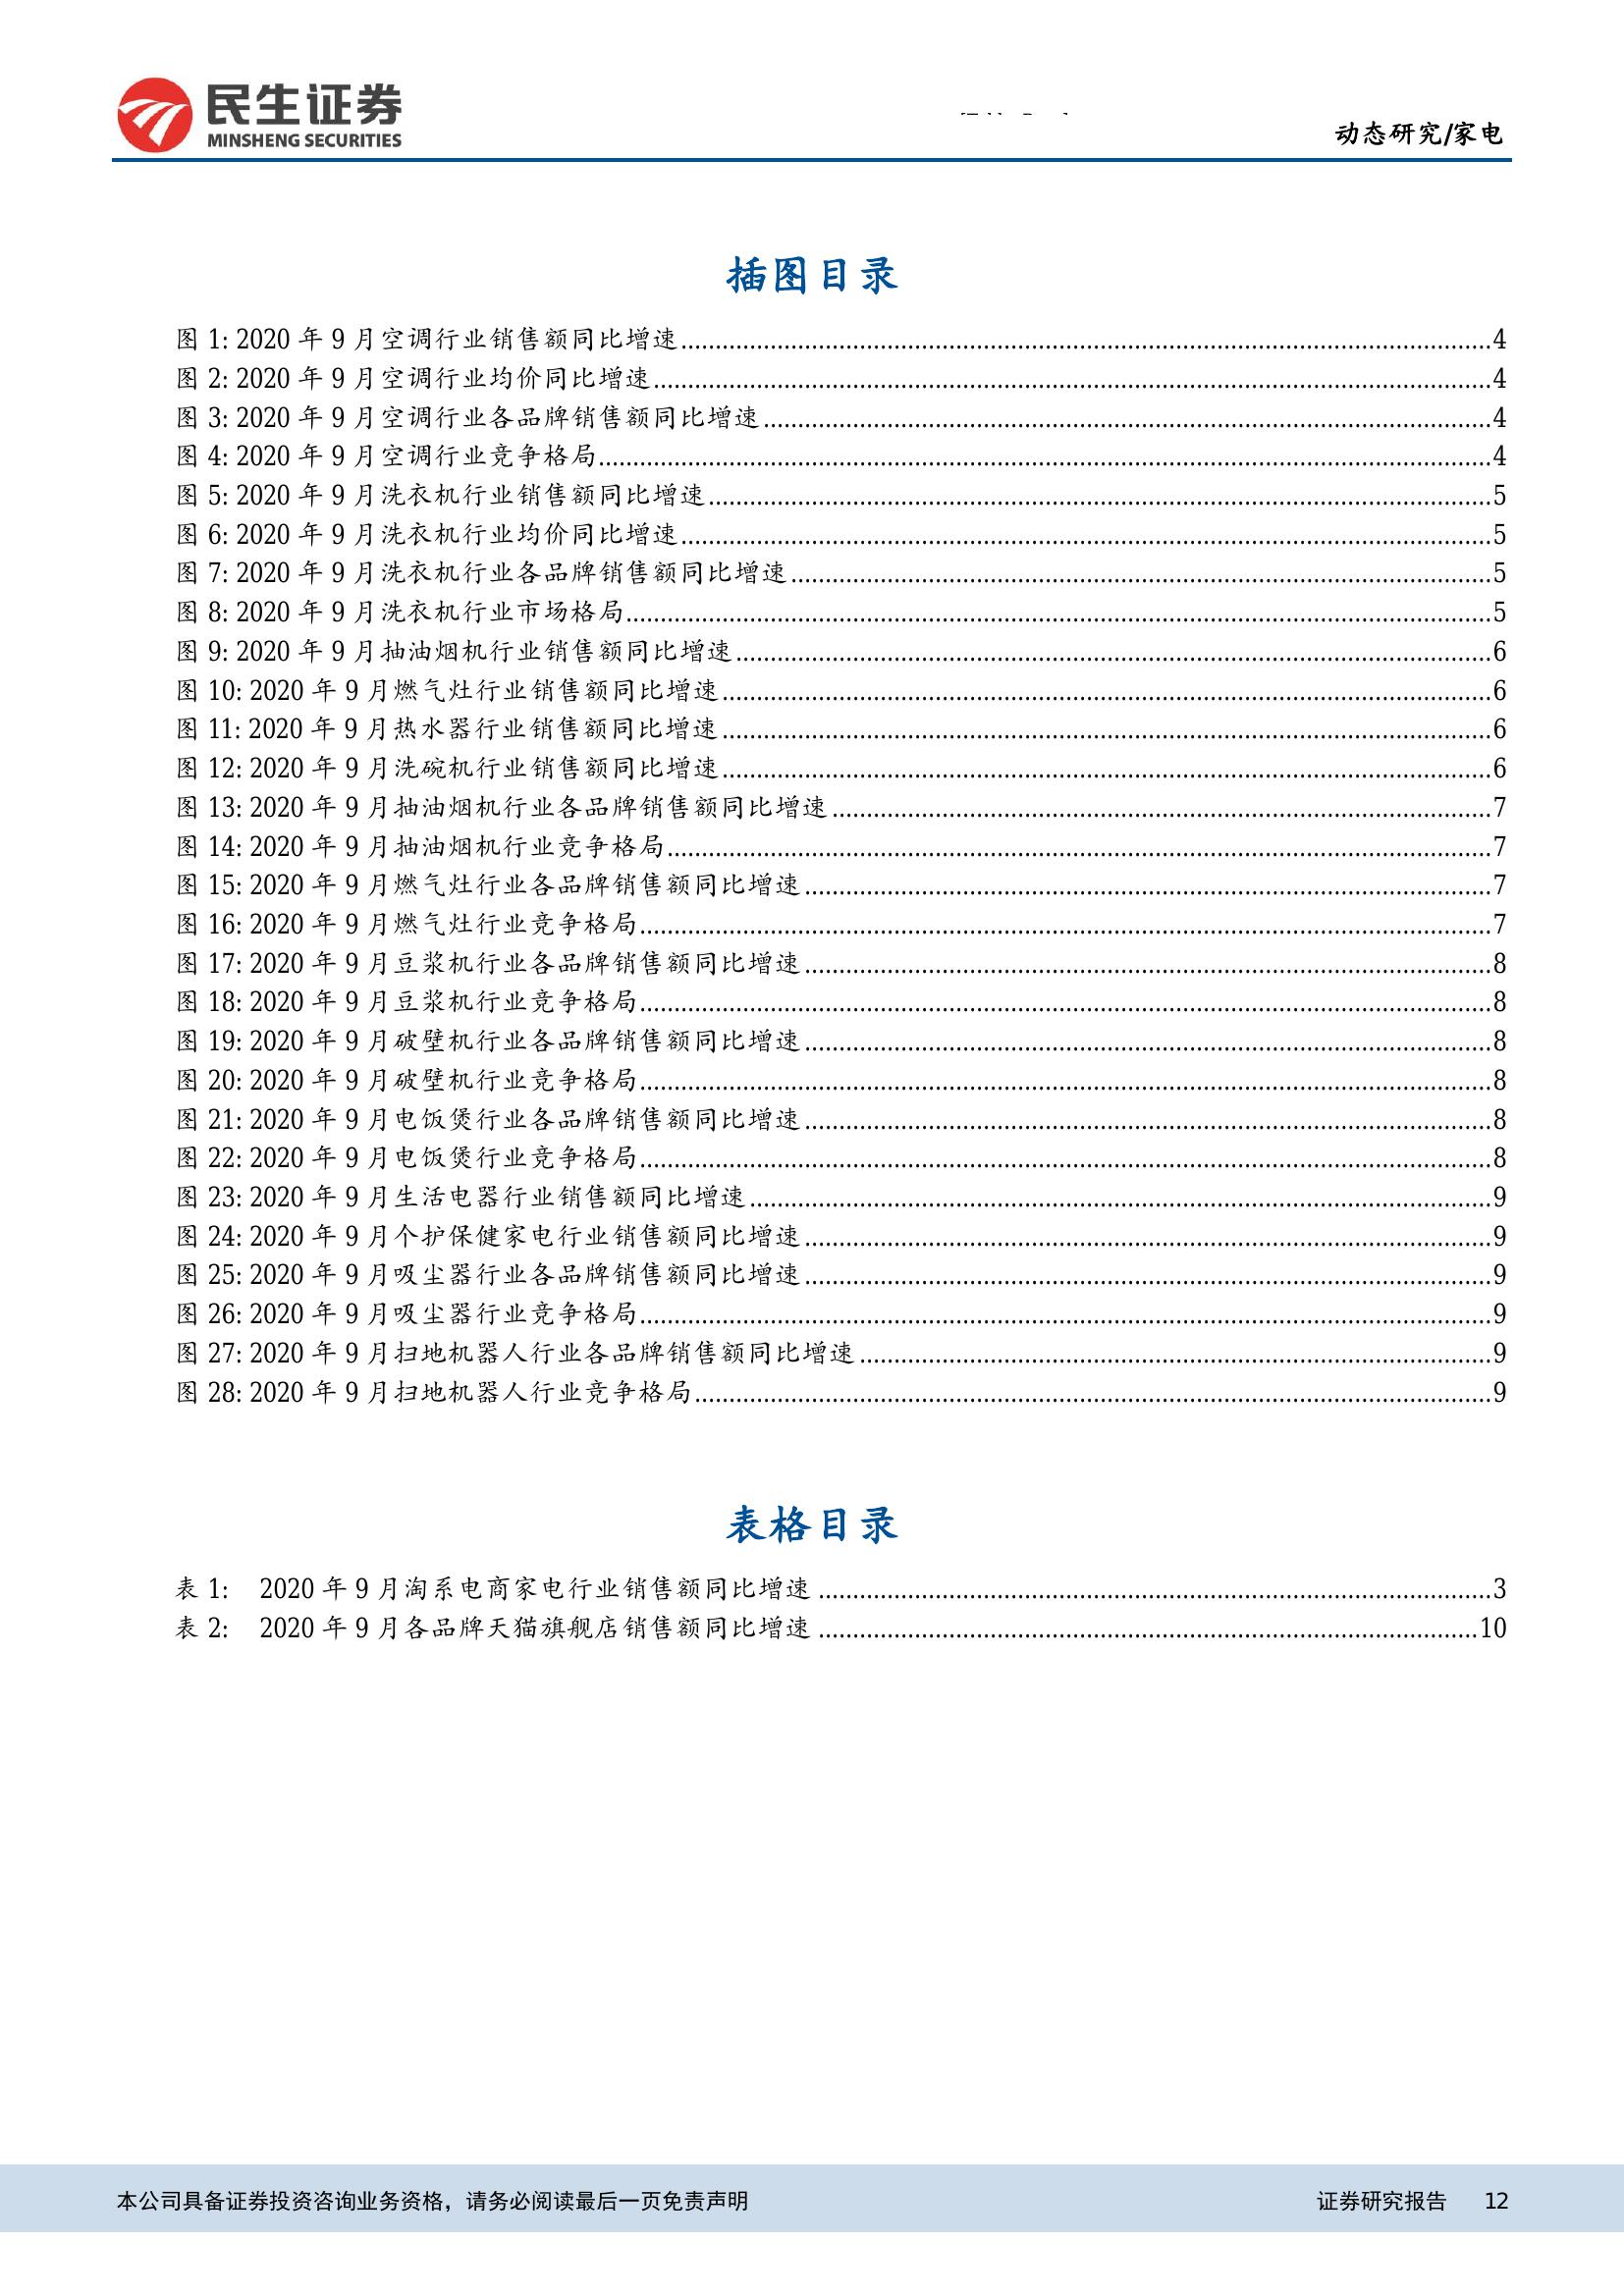 民生证券
MINSHENG SECURITIES
动态研究/家电
插图目录
图 1: 2020 年 9 月空调行业销售额同比增速 4
图 2: 2020 年 9 月空调行业均价同比增速 4
图 3: 2020 年 9 月空调行业各品牌销售额同比增速 4
图 4: 2020 年 9 月空调行业竞争格局 4
图 5: 2020 年 9 月洗衣机行业销售额同比增速 5
图 6: 2020 年 9 月洗衣机行业均价同比增速 5
图 7: 2020 年 9 月洗衣机行业各品牌销售额同比增速 5
图 8: 2020 年 9 月洗衣机行业市场格局 5
图 9: 2020 年 9 月抽油烟机行业销售额同比增速 6
图 10: 2020 年 9 月燃气灶行业销售额同比增速 6
图 11: 2020 年 9 月热水器行业销售额同比增速 6
图 12: 2020 年 9 月洗碗机行业销售额同比增速 6
图 13: 2020 年 9 月抽油烟机行业各品牌销售额同比增速 7
图 14: 2020 年 9 月抽油烟机行业竞争格局 7
图 15: 2020 年 9 月燃气灶行业各品牌销售额同比增速 7
图 16: 2020 年 9 月燃气灶行业竞争格局 7
图 17: 2020 年 9 月豆浆机行业各品牌销售额同比增速 8
图 18: 2020 年 9 月豆浆机行业竞争格局 8
图 19: 2020 年 9 月破壁机行业各品牌销售额同比增速 8
图 20: 2020 年 9 月破壁机行业竞争格局 8
图 21: 2020 年 9 月电饭煲行业各品牌销售额同比增速 8
图 22: 2020 年 9 月电饭煲行业竞争格局 8
图 23: 2020 年 9 月生活电器行业销售额同比增速 9
图 24: 2020 年 9 月个护保健家电行业销售额同比增速 9
图 25: 2020 年 9 月吸尘器行业各品牌销售额同比增速 9
图 26: 2020 年 9 月吸尘器行业竞争格局 9
图 27: 2020 年 9 月扫地机器人行业各品牌销售额同比增速 9
图 28: 2020 年 9 月扫地机器人行业竞争格局 9
表格目录
表 1: 2020 年 9 月淘系电商家电行业销售额同比增速 3
表 2: 2020 年 9 月各品牌天猫旗舰店销售额同比增速 10
本公司具备证券投资咨询业务资格，请务必阅读最后一页免责声明 证券研究报告 12